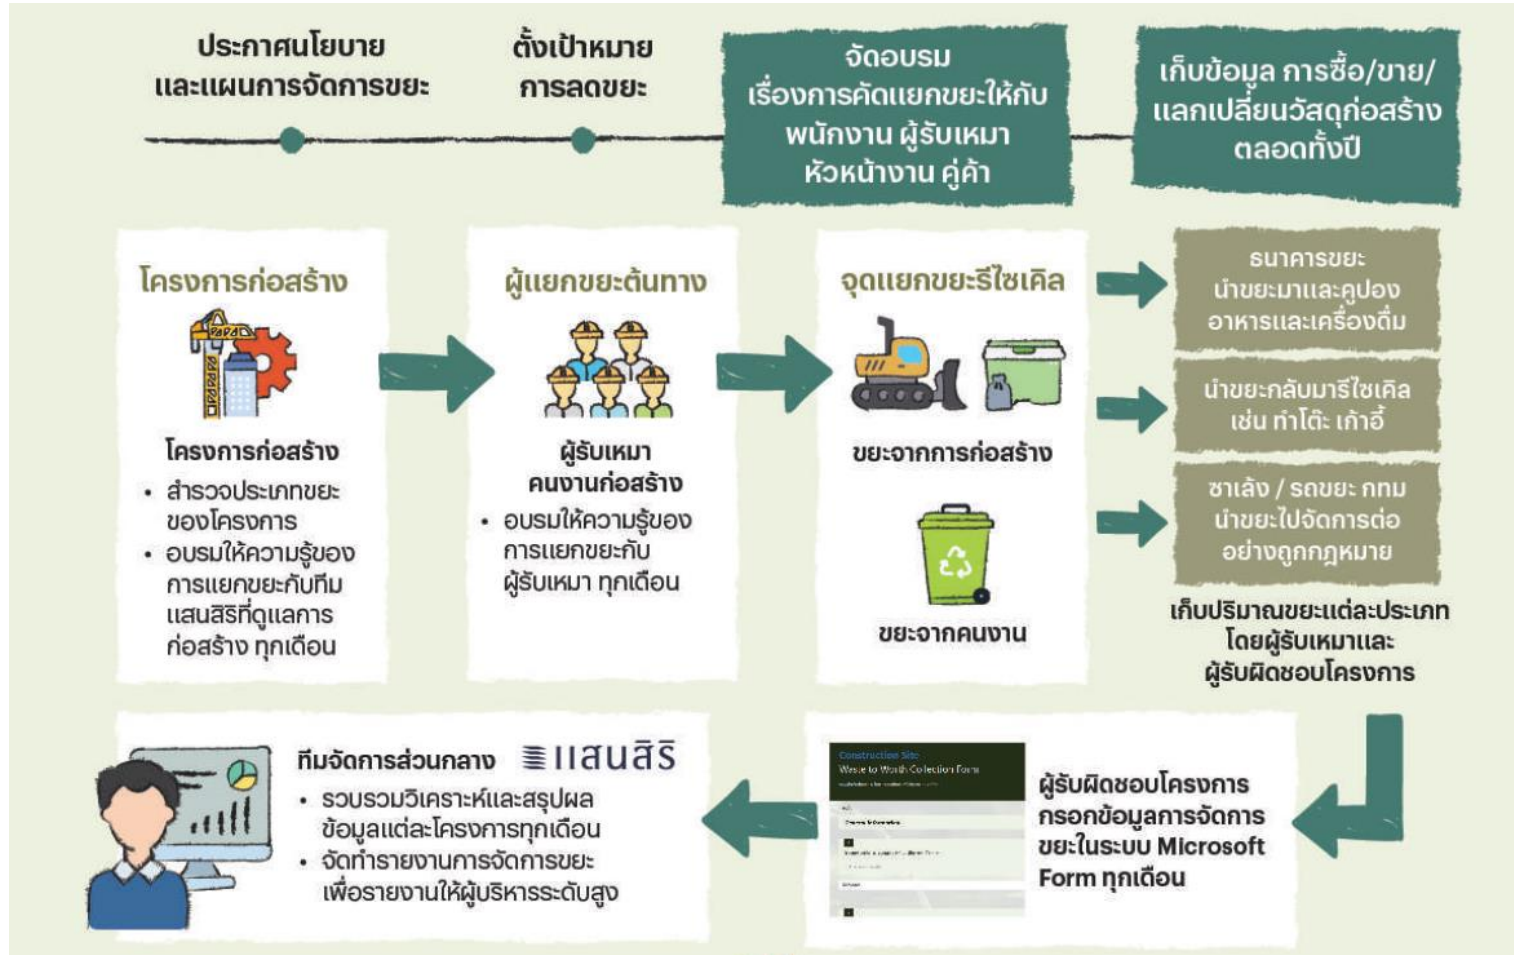 ประกาศนโยบาย
และแผนการจัดการขยะ
ตั้งเป้าหมาย
การลดขยะ
จัดอบรม
เรื่องการคัดแยกขยะให้กับ
พนักงาน ผู้รับเหมา
หัวหน้างาน คู่ค้า
เก็บข้อมูล การซื้อ/ขาย/
แลกเปลี่ยนวัสดุก่อสร้าง
ตลอดทั้งปี
โครงการก่อสร้าง
โครงการก่อสร้าง
• สำรวจประเภทขยะ
ของโครงการ
• อบรมให้ความรู้ของ
การแยกขยะกับทีม
แสนสิริที่ดูแลการ
ก่อสร้าง ทุกเดือน
ผู้แยกขยะต้นทาง
ผู้รับเหมา
คนงานก่อสร้าง
• อบรมให้ความรู้ของ
การแยกขยะกับ
ผู้รับเหมา ทุกเดือน
จุดแยกขยะรีไซเคิล
ขยะจากการก่อสร้าง
ขยะจากคนงาน
ธนาคารขยะ
นำขยะมาและคูปอง
อาหารและเครื่องดื่ม
นำขยะกลับมารีไซเคิล
เช่น ทำโต๊ะ เก้าอี้
ซาเล้ง / รถขยะ กทม
นำขยะไปจัดการต่อ
อย่างถูกกฎหมาย
เก็บปริมาณขยะแต่ละประเภท
โดยผู้รับเหมาและ
ผู้รับผิดชอบโครงการ
ผู้รับผิดชอบโครงการ
กรอกข้อมูลการจัดการ
ขยะในระบบ Microsoft
Form ทุกเดือน
Construction Site
Waste to Worth Collection Form
ทีมจัดการส่วนกลาง แสนสิริ
• รวบรวมวิเคราะห์และสรุปผล
ข้อมูลแต่ละโครงการทุกเดือน
• จัดทำรายงานการจัดการขยะ
เพื่อรายงานให้ผู้บริหารระดับสูง